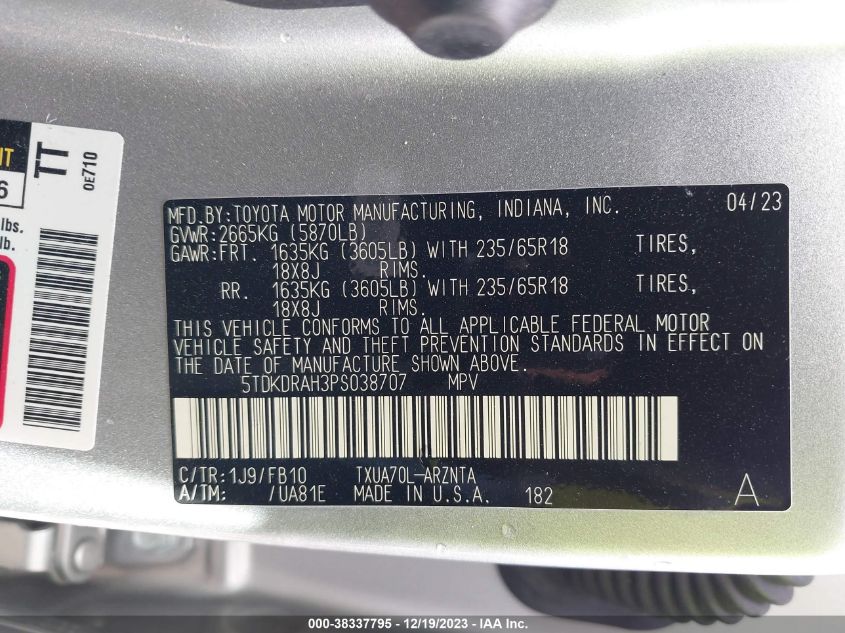 IT
6
lbs.
lb.
TT
0E710
MFD.BY:TOYOTA MOTOR MANUFACTURING, INDIANA, INC. 04/23
GVWR:2665KG (5870LB)
GAWR:FRT. 1635KG (3605LB) WITH 235/65R18 TIRES,
18X8J RIMS.
RR. 1635KG (3605LB) WITH 235/65R18 TIRES,
18X8J RIMS.
THIS VEHICLE CONFORMS TO ALL APPLICABLE FEDERAL MOTOR
VEHICLE SAFETY AND THEFT PREVENTION STANDARDS IN EFFECT ON
THE DATE OF MANUFACTURE SHOWN ABOVE.
5TDKDRAH3PS038707 MPV
C/TR:1J9/FB10 TXUA70L-ARZNTA
A/TM: /UA81E MADE IN U.S.A. 182 A
000-38337795 - 12/19/2023 - IAA Inc.